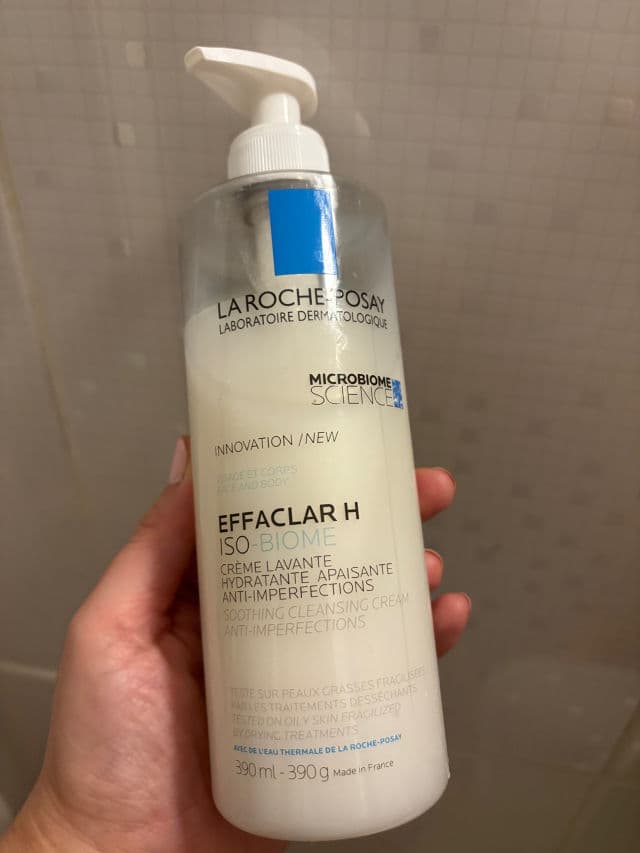 LA ROCHE-POSAY
LABORATOIRE DERMATOLOGIQUE
MICROBIOME
SCIENCE
INNOVATION / NEW
VISAGE ET CORPS
FACE AND BODY
EFFACLAR H
ISO-BIOME
CRÈME LAVANTE
HYDRATANTE APAISANTE
ANTI-IMPERFECTIONS
SOOTHING CLEANSING CREAM
ANTI-IMPERFECTIONS
TESTÉ SUR PEAUX GRASSES FRAGILISÉES
PAR LES TRAITEMENTS DESSÉCHANTS
TESTED ON OILY SKIN FRAGILIZED
BY DRYING TREATMENTS
AVEC DE L'EAU THERMALE DE LA ROCHE-POSAY
390 ml - 390 g Made in France